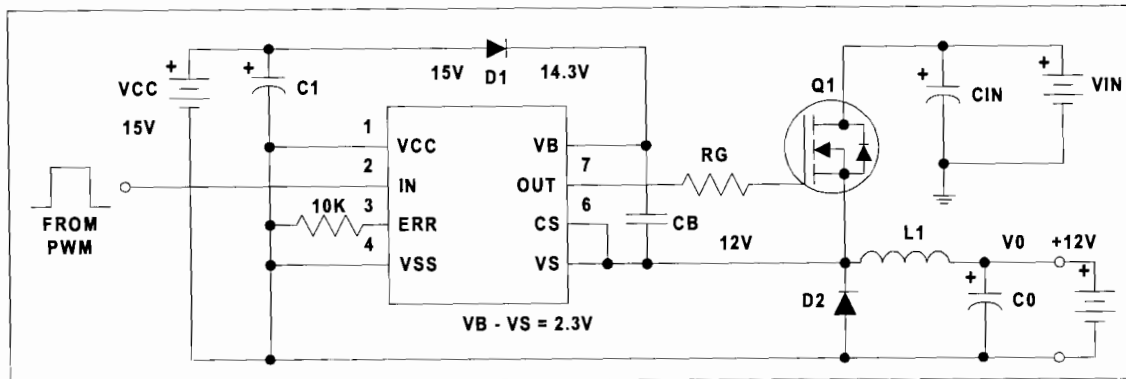 15V D1 14.3V
VCC
15V
C1
Q1
CIN
VIN
1
VCC
2
IN
10K 3
ERR
4
VSS
VB
7
OUT
6
CS
VS
RG
CB
12V
L1
V0 +12V
FROM
PWM
D2
C0
VB - VS = 2.3V